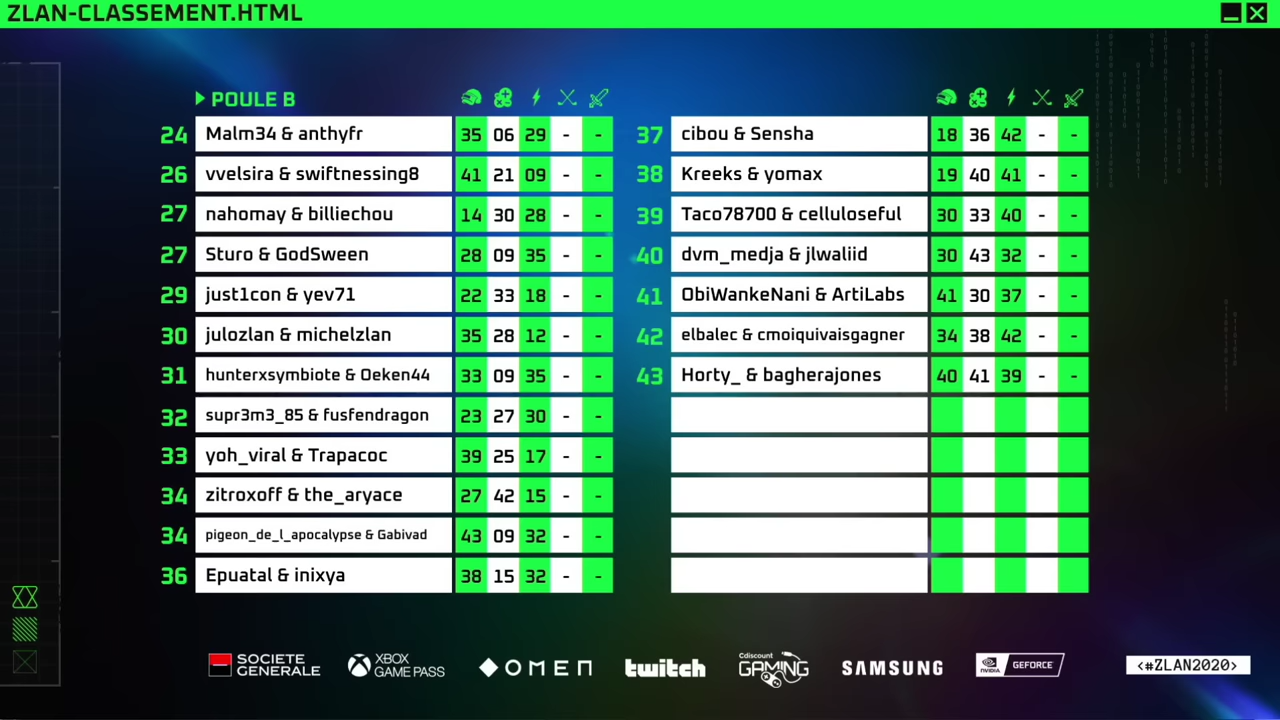 ZLAN-CLASSEMENT.HTML
POULE B
24 Malm34 & anthyfr 35 06 29 - -
26 vvelsira & swiftnessing8 41 21 09 - -
27 nahomay & billiechou 14 30 28 - -
27 Sturo & GodSween 28 09 35 - -
29 just1con & yev71 22 33 18 - -
30 julozlan & michelzlan 35 28 12 - -
31 hunterxsymbiote & Oeken44 33 09 35 - -
32 supr3m3_85 & fusfendragon 23 27 30 - -
33 yoh_viral & Trapacoc 39 25 17 - -
34 zitroxoff & the_aryace 27 42 15 - -
34 pigeon_de_l_apocalypse & Gabivad 43 09 32 - -
36 Epuatal & inixya 38 15 32 - -
37 cibou & Sensha 18 36 42 - -
38 Kreeks & yomax 19 40 41 - -
39 Taco78700 & celluloseful 30 33 40 - -
40 dvm_medja & jlwaliid 30 43 32 - -
41 ObiWankeNani & ArtiLabs 41 30 37 - -
42 elbalec & cmoiquivaisgagner 34 38 42 - -
43 Horty_ & bagherajones 40 41 39 - -
SOCIETE GENERALE
XBOX GAME PASS
OMEN
twitch
Cdiscount GAMING
SAMSUNG
NVIDIA GEFORCE
<#ZLAN2020>